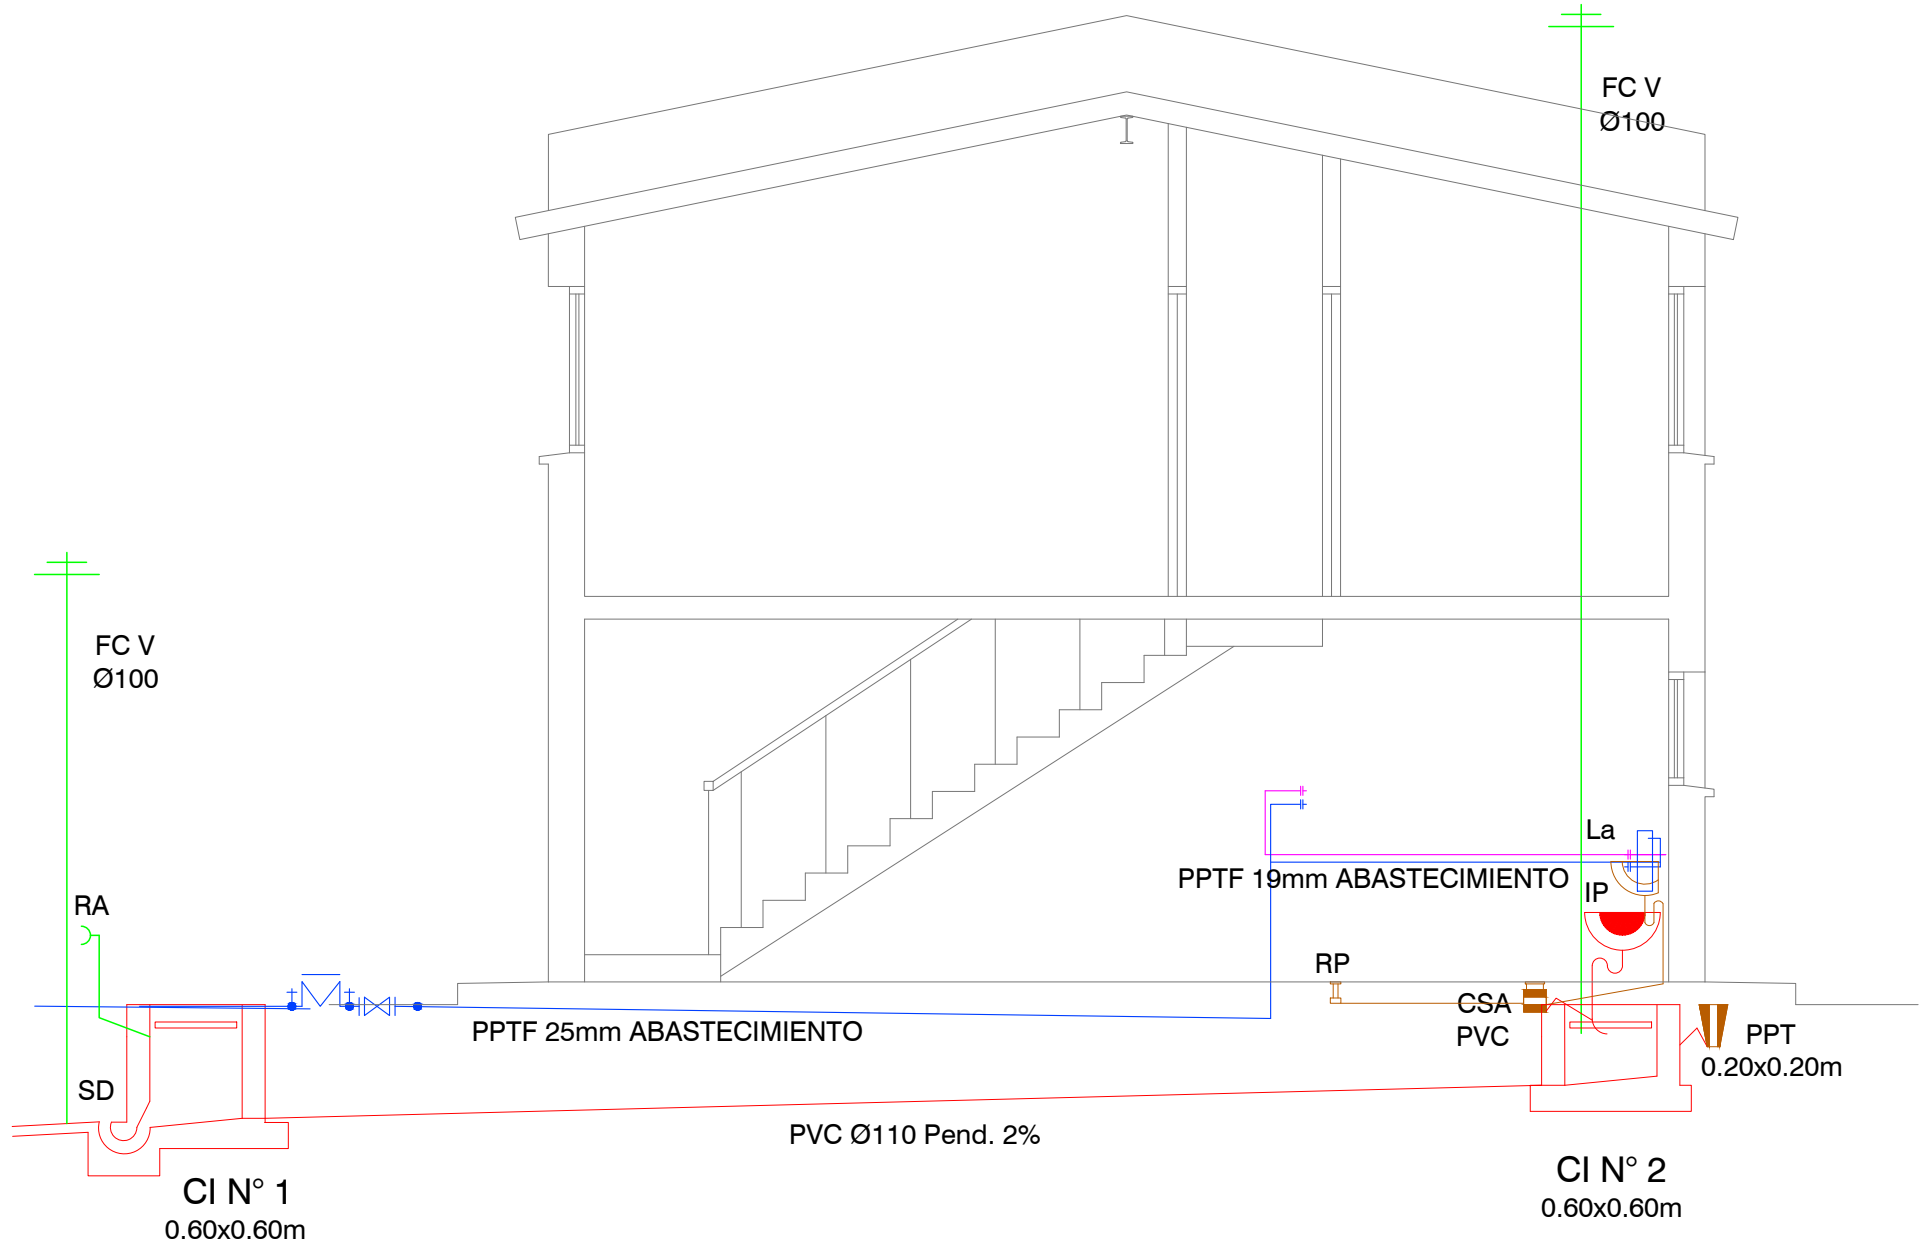 FC V
Ø100
FC V
Ø100
La
PPTF 19mm ABASTECIMIENTO
IP
RA
RP
CSA
PVC
PPTF 25mm ABASTECIMIENTO
PPT
0.20x0.20m
SD
PVC Ø110 Pend. 2%
CI N° 2
0.60x0.60m
CI N° 1
0.60x0.60m